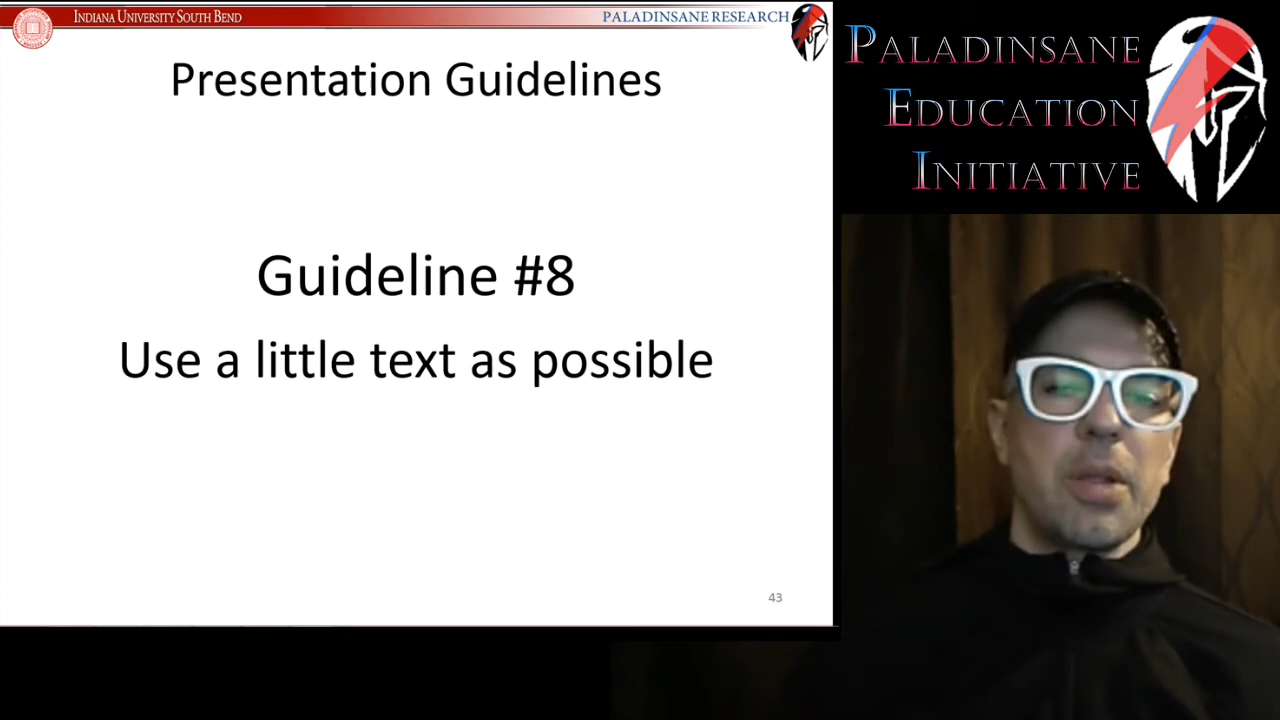 INDIANA UNIVERSITY SOUTH BEND
PALADINSANE RESEARCH
Presentation Guidelines
Guideline #8
Use a little text as possible
43
PALADINSANE
EDUCATION
INITIATIVE